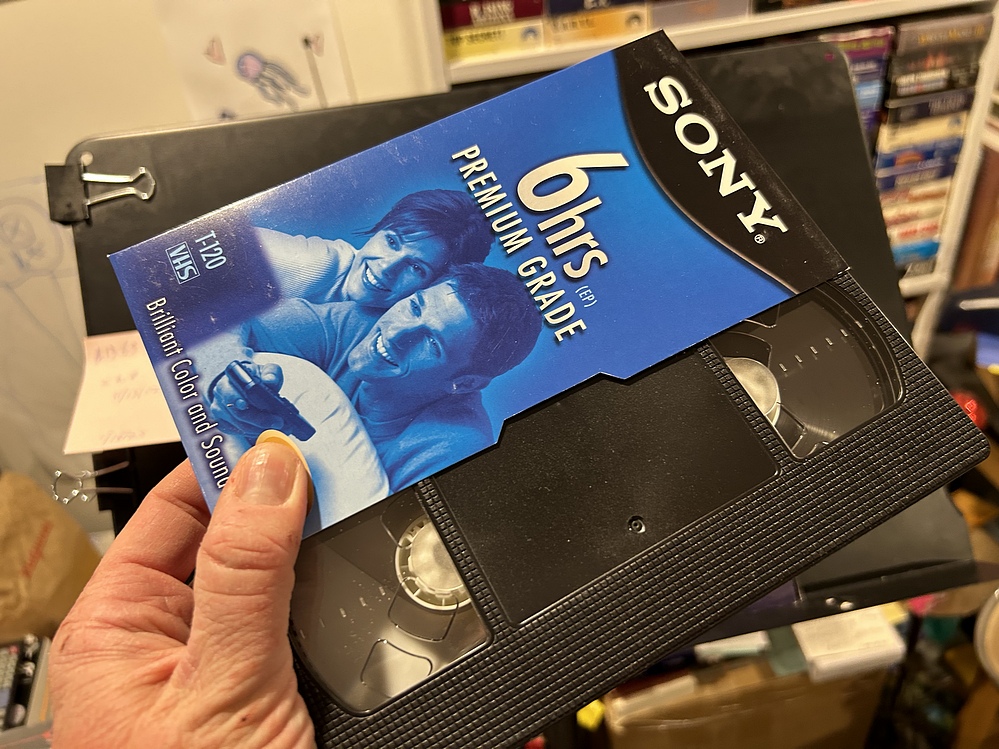 SONY®
6hrs (EP)
PREMIUM GRADE
T-120
VHS
Brilliant Color and Sound